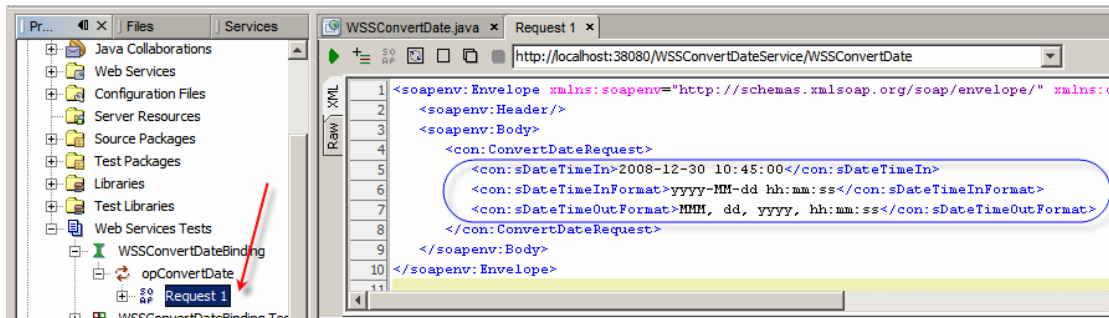 Pr... Files Services
Java Collaborations
Web Services
Configuration Files
Server Resources
Source Packages
Test Packages
Libraries
Test Libraries
Web Services Tests
WSSConvertDateBinding
opConvertDate
Request 1
WSSConvertDateBinding
WSSConvertDate.java Request 1
http://localhost:38080/WSSConvertDateService/WSSConvertDate
XML
Raw
1 <soapenv:Envelope xmlns:soapenv="http://schemas.xmlsoap.org/soap/envelope/" xmlns:
2 <soapenv:Header/>
3 <soapenv:Body>
4 <con:ConvertDateRequest>
5 <con:sDateTimeIn>2008-12-30 10:45:00</con:sDateTimeIn>
6 <con:sDateTimeInFormat>yyyy-MM-dd hh:mm:ss</con:sDateTimeInFormat>
7 <con:sDateTimeOutFormat>MMM, dd, yyyy, hh:mm:ss</con:sDateTimeOutFormat>
8 </con:ConvertDateRequest>
9 </soapenv:Body>
10 </soapenv:Envelope>
11